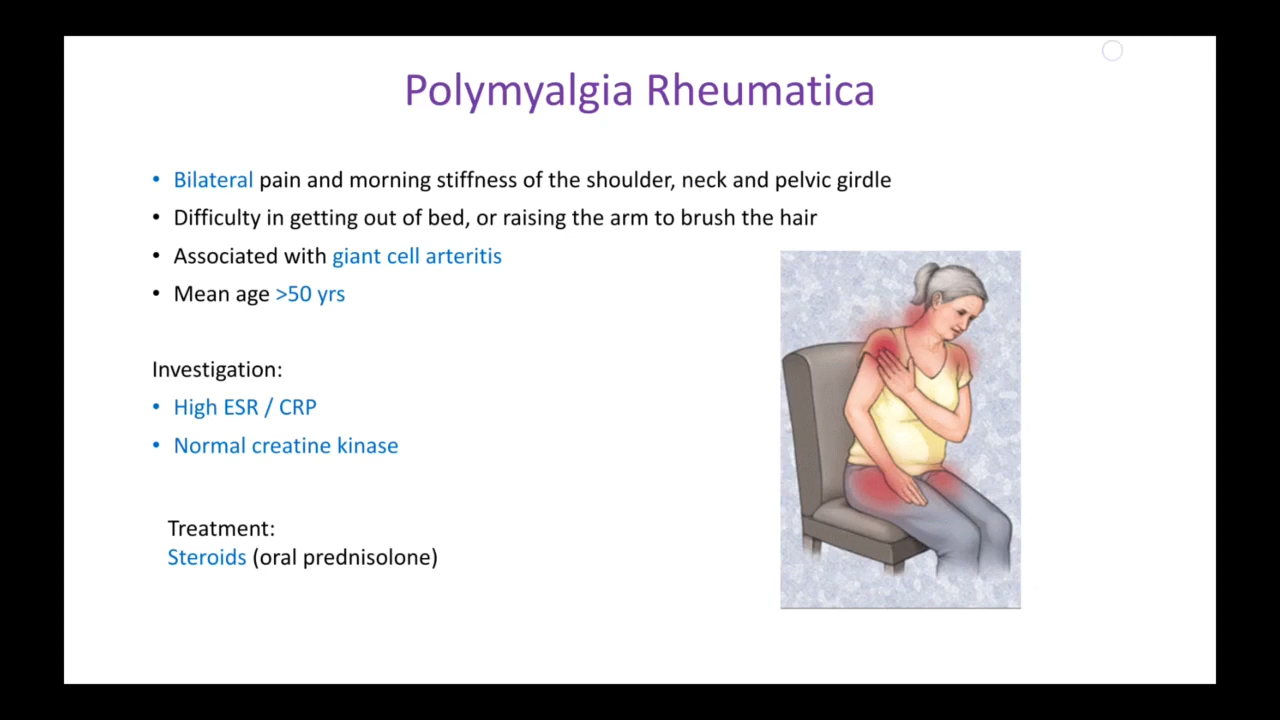 Polymyalgia Rheumatica
• Bilateral pain and morning stiffness of the shoulder, neck and pelvic girdle
• Difficulty in getting out of bed, or raising the arm to brush the hair
• Associated with giant cell arteritis
• Mean age >50 yrs
Investigation:
• High ESR / CRP
• Normal creatine kinase
Treatment:
Steroids (oral prednisolone)